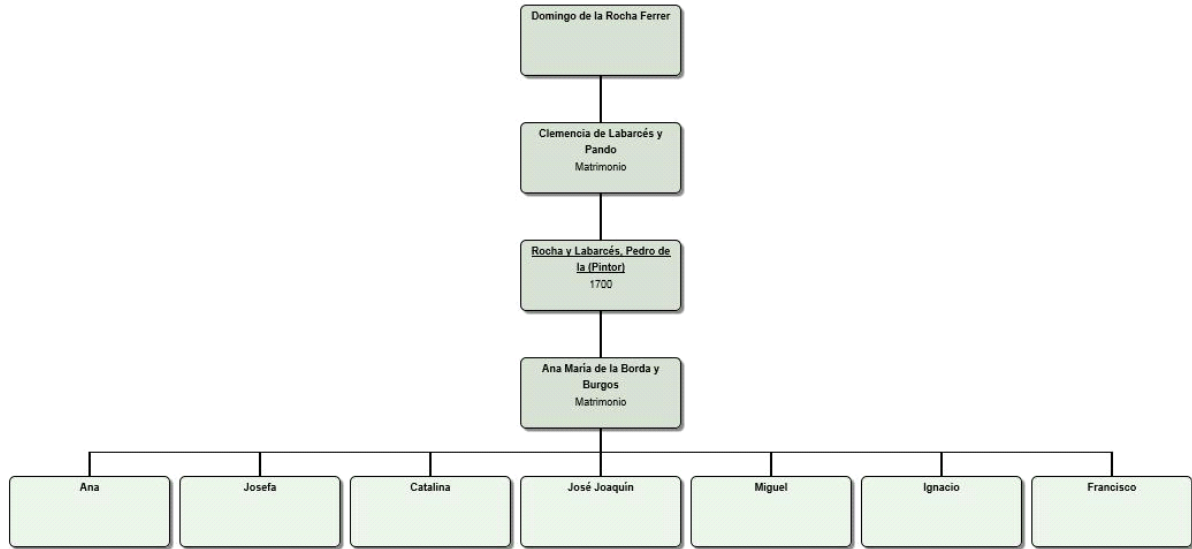 Domingo de la Rocha Ferrer
Clemencia de Labarcés y
Pando
Matrimonio
Rocha y Labarcés, Pedro de
la (Pintor)
1700
Ana María de la Borda y
Burgos
Matrimonio
Ana
Josefa
Catalina
José Joaquín
Miguel
Ignacio
Francisco